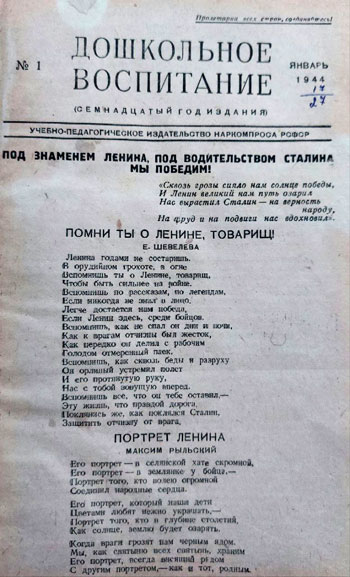 Пролетарии всех стран, соединяйтесь!
ДОШКОЛЬНОЕ
ВОСПИТАНИЕ
№ 1
ЯНВАРЬ
1944
17
27
(СЕМНАДЦАТЫЙ ГОД ИЗДАНИЯ)
УЧЕБНО-ПЕДАГОГИЧЕСКОЕ ИЗДАТЕЛЬСТВО НАРКОМПРОСА РСФСР
ПОД ЗНАМЕНЕМ ЛЕНИНА, ПОД ВОДИТЕЛЬСТВОМ СТАЛИНА
МЫ ПОБЕДИМ!
«Сквозь грозы сияло нам солнце победы,
И Ленин великий нам путь озарил
Нас вырастил Сталин — на верность
народу,
На труд и на подвиги нас вдохновил».
ПОМНИ ТЫ О ЛЕНИНЕ, ТОВАРИЩ!
Е. ШЕВЕЛЕВА
Ленина годами не состаришь.
В орудийном грохоте, в огне
Вспомнишь ты о Ленине, товарищ,
Чтобы быть сильнее на войне.
Вспомнишь по рассказам, по легендам,
Если никогда не знал в лицо,
Легче достается нам победа,
Если Ленин здесь, среди бойцов.
Вспомнишь, как не спал он дни и ночи,
Как к врагам отчизны был жесток,
Как нередко он делил с рабочим
Голодом отмеренный паек.
Вспомнишь, как сквозь беды и разруху
Он орлиный устремил полет
И его протянутую руку,
Нас с тобой зовущую вперед.
Вспомнишь все, что он тебе оставил,—
Эту жизнь, что правдой дорога,
Поклянись же, как поклялся Сталин,
Защитить отчизну от врага,
ПОРТРЕТ ЛЕНИНА
МАКСИМ РЫЛЬСКИЙ
Его портрет — в селянской хате скромной,
Его портрет — в землянке у бойца,—
Портрет того, кто волею огромной
Соединил народные сердца.
Его портрет, который наши дети
Цветами любят нежно украшать,—
Портрет того, кто в глубине столетий,
Как солнце, землю будет озарять.
Когда враги грозят нам черным ядом.
Мы, как святыню всех святынь, храним
Его портрет, всегда висящий рядом
С другим портретом,— как и тот, родным.